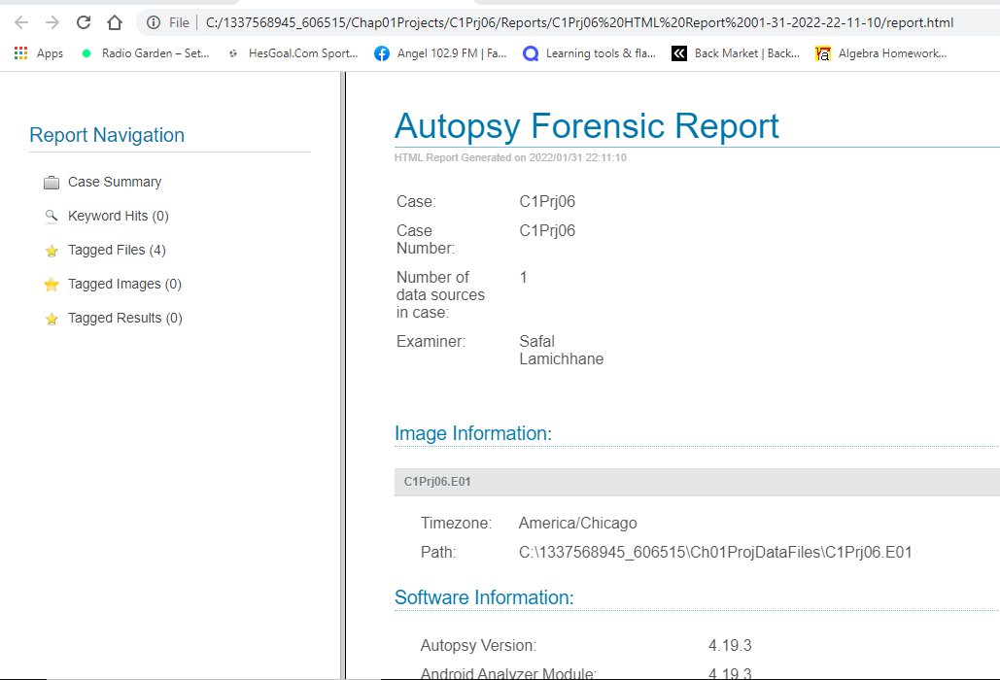 File C:/1337568945_606515/Chap01Projects/C1Prj06/Reports/C1Prj06%20HTML%20Report%2001-31-2022-22-11-10/report.html
Apps Radio Garden – Set... HesGoal.Com Sport... Angel 102.9 FM | Fa... Learning tools & fla... Back Market | Back... Algebra Homework...
Report Navigation
Case Summary
Keyword Hits (0)
Tagged Files (4)
Tagged Images (0)
Tagged Results (0)
Autopsy Forensic Report
HTML Report Generated on 2022/01/31 22:11:10
Case: C1Prj06
Case C1Prj06
Number:
Number of 1
data sources
in case:
Examiner: Safal
Lamichhane
Image Information:
C1Prj06.E01
Timezone: America/Chicago
Path: C:\1337568945_606515\Ch01ProjDataFiles\C1Prj06.E01
Software Information:
Autopsy Version: 4.19.3
Android Analyzer Module: 4.19.3